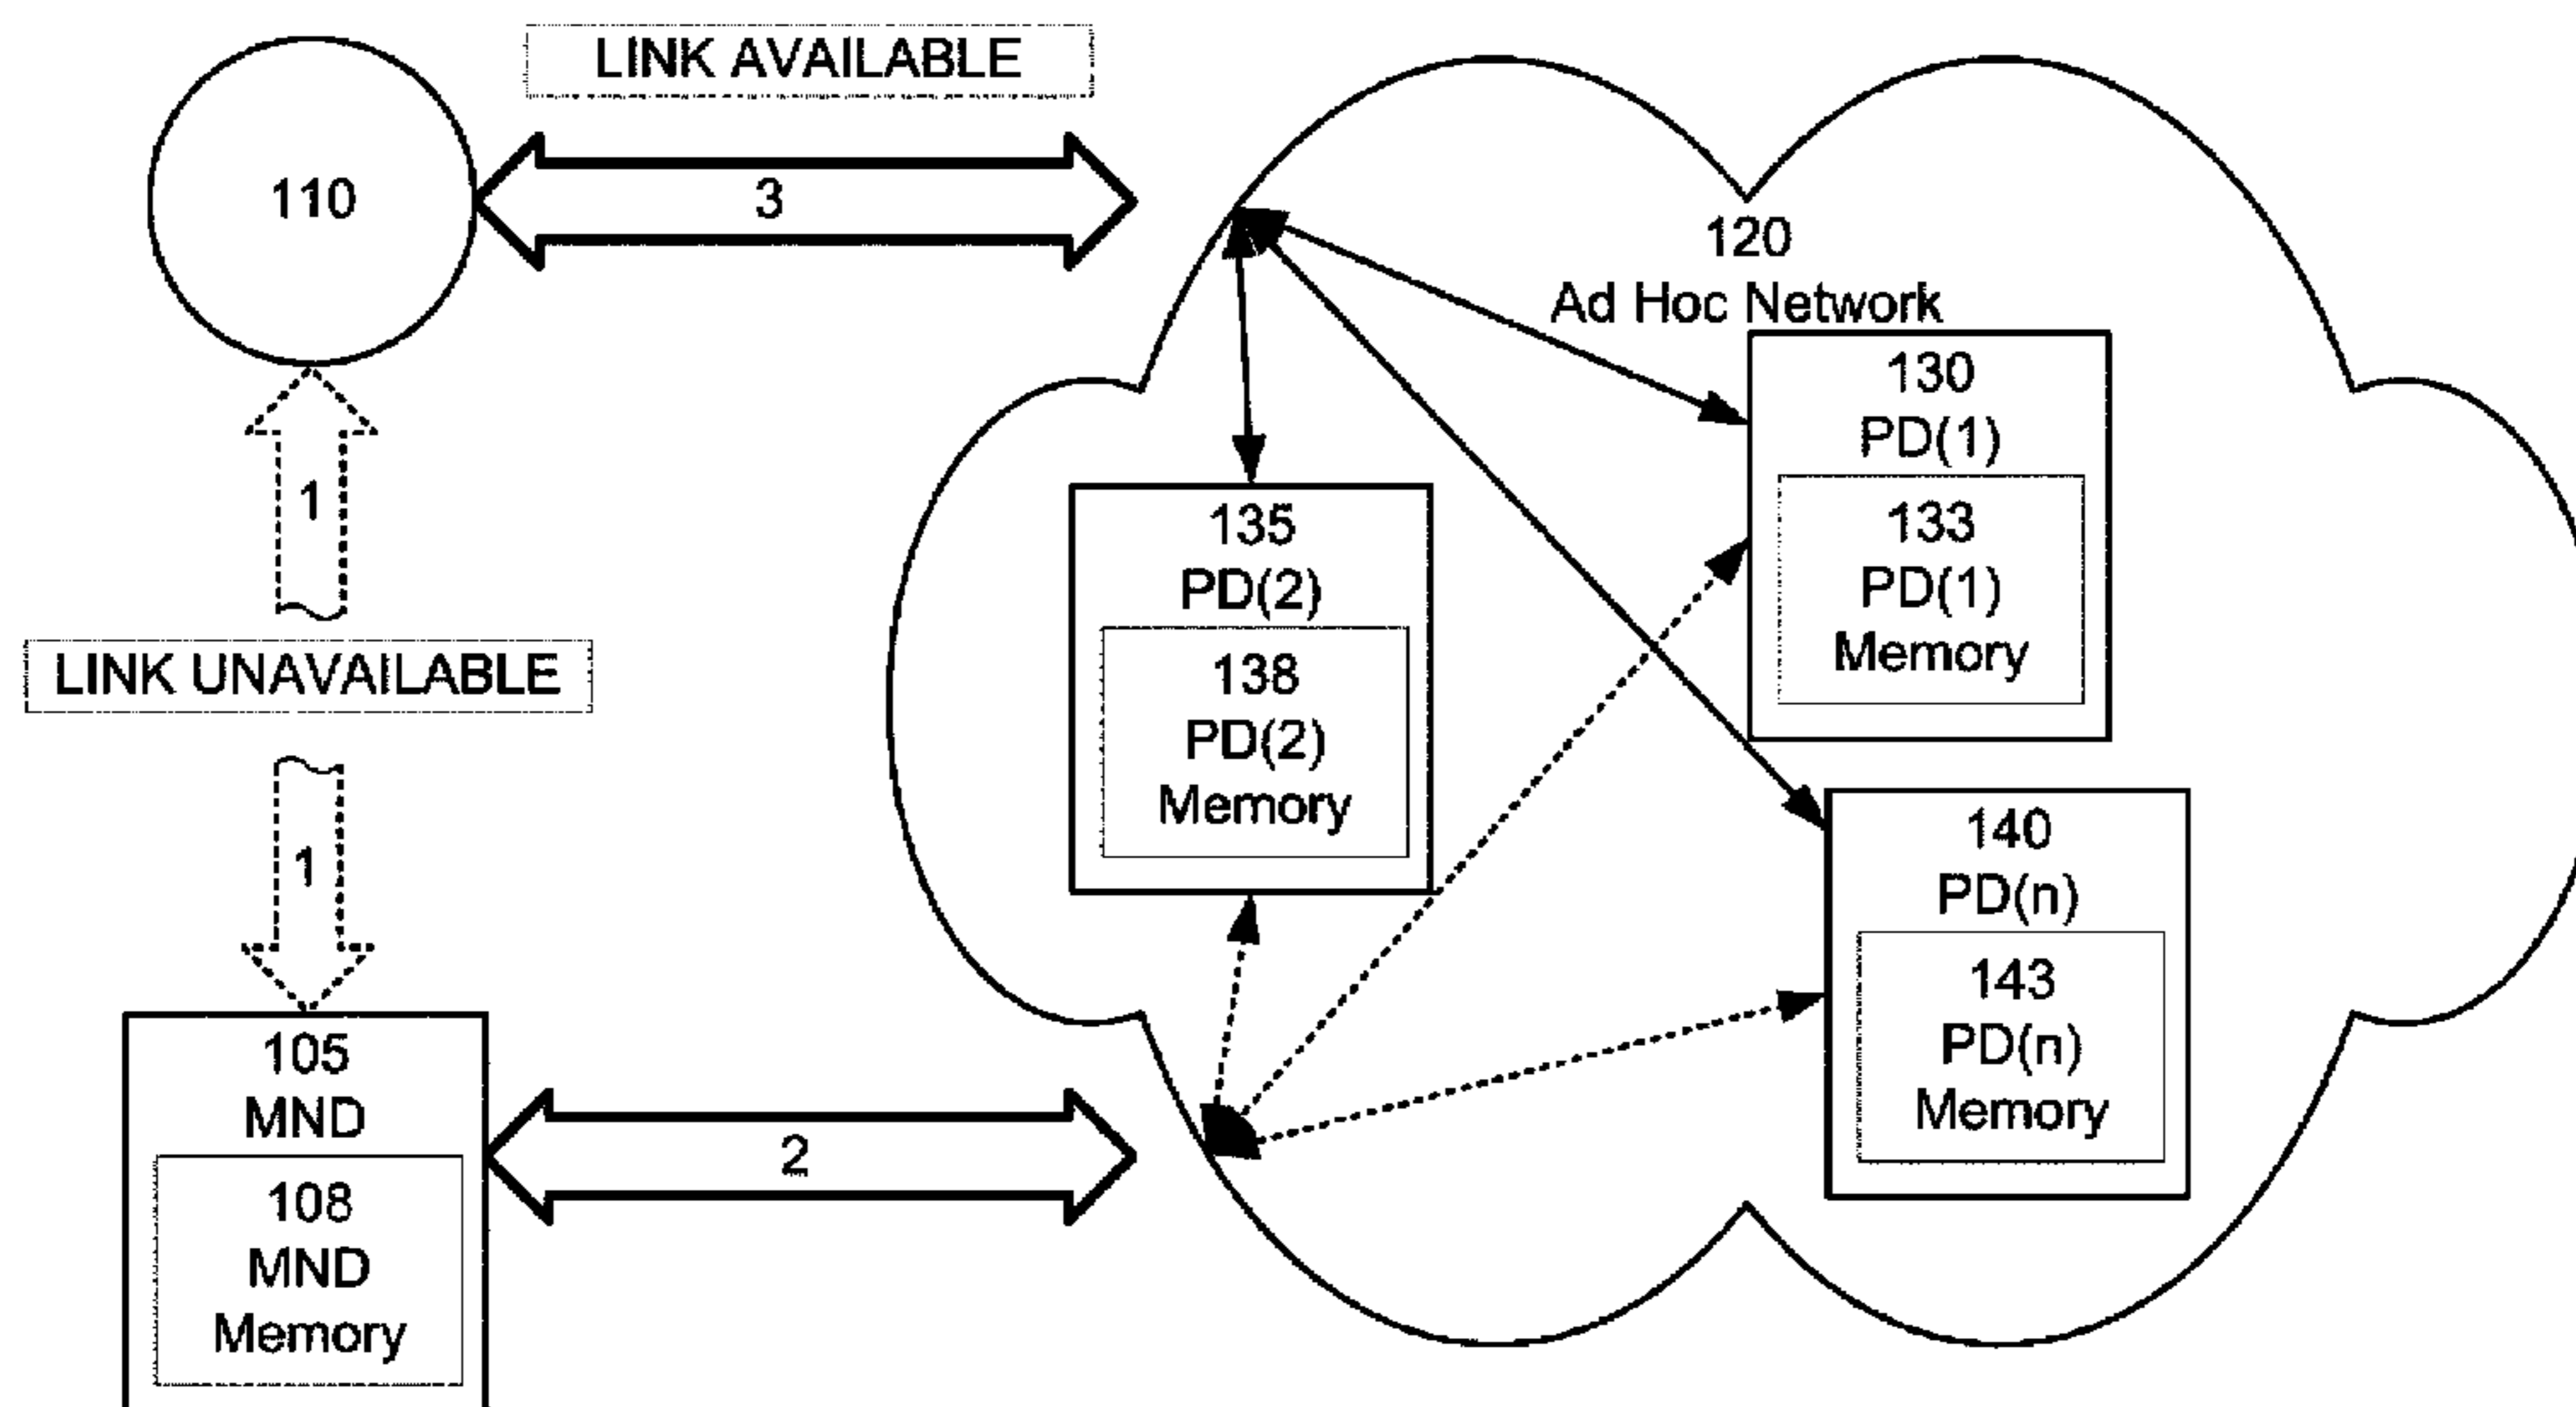 LINK AVAILABLE
110
3
120
Ad Hoc Network
130
PD(1)
133
PD(1)
Memory
1
135
PD(2)
138
PD(2)
Memory
LINK UNAVAILABLE
1
140
PD(n)
143
PD(n)
Memory
105
MND
108
MND
Memory
2